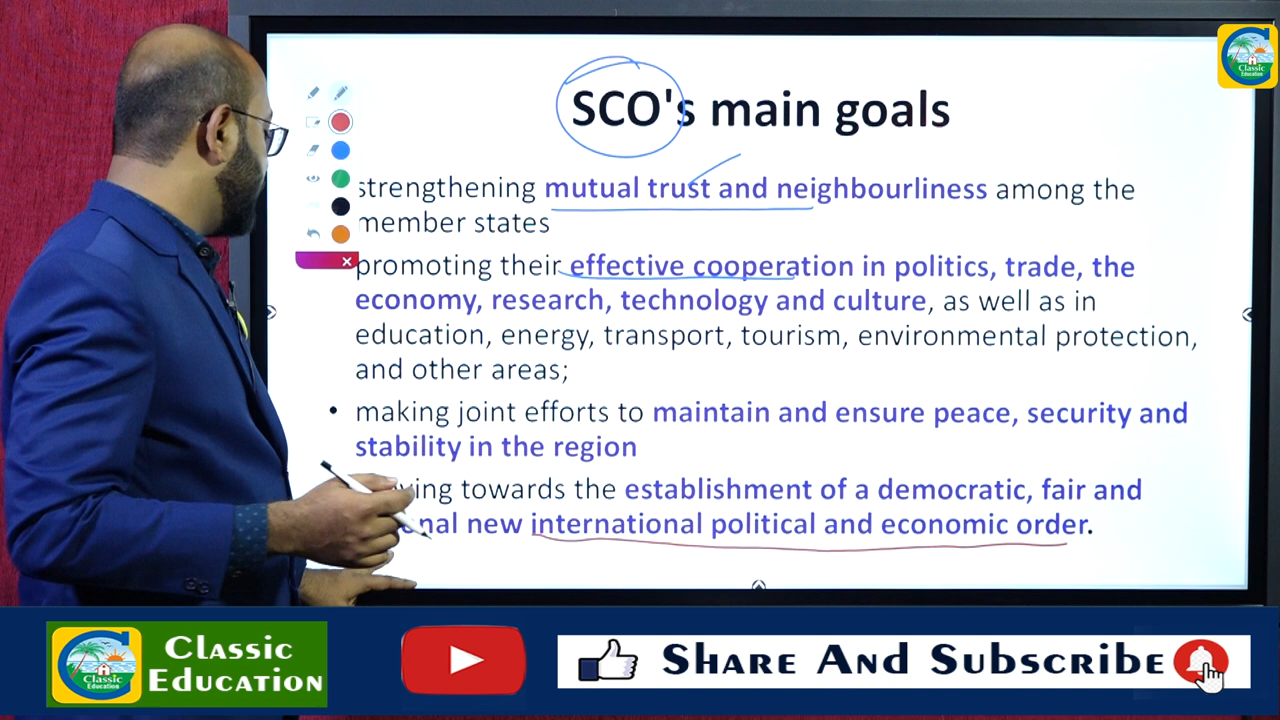 Classic
Education
SCO's main goals
strengthening mutual trust and neighbourliness among the
member states
promoting their effective cooperation in politics, trade, the
economy, research, technology and culture, as well as in
education, energy, transport, tourism, environmental protection,
and other areas;
• making joint efforts to maintain and ensure peace, security and
stability in the region
towards the establishment of a democratic, fair and
new international political and economic order.
Classic
Education
Classic
Education
Share And Subscribe